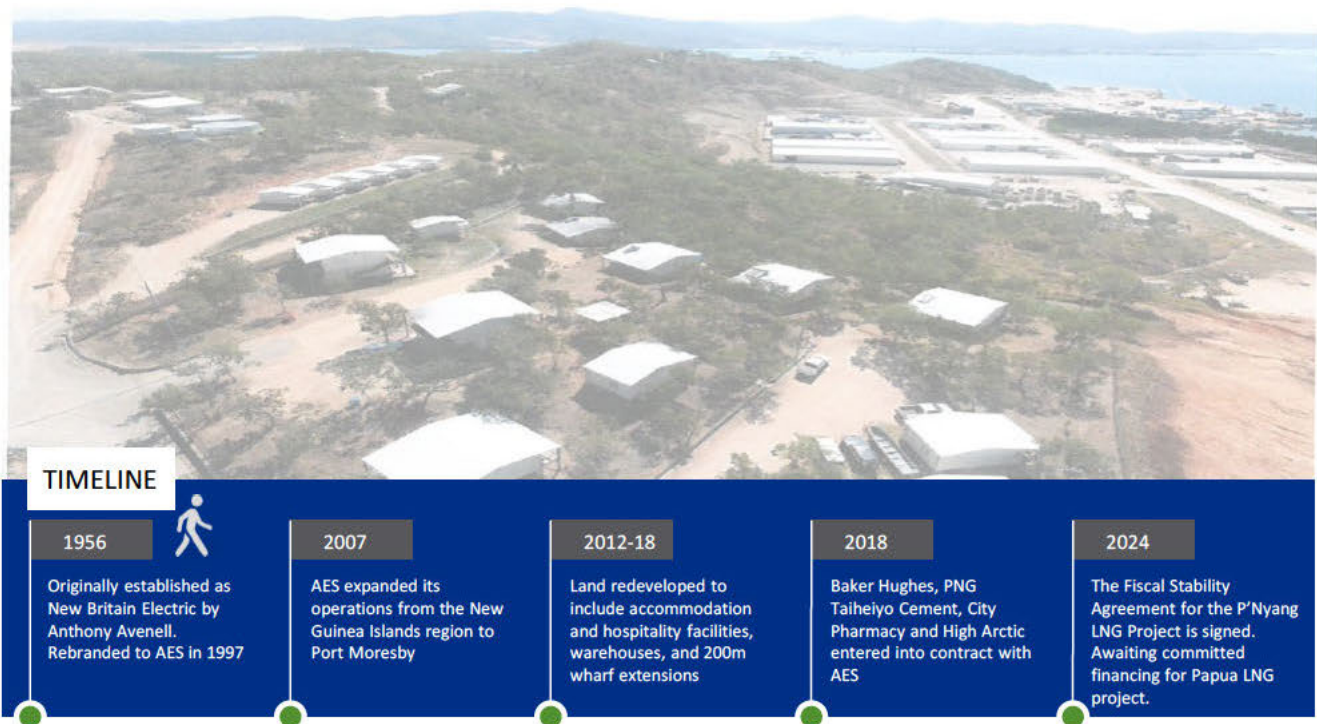 TIMELINE
1956
Originally established as
New Britain Electric by
Anthony Avenell.
Rebranded to AES in 1997
2007
AES expanded its
operations from the New
Guinea Islands region to
Port Moresby
2012-18
Land redeveloped to
include accommodation
and hospitality facilities,
warehouses, and 200m
wharf extensions
2018
Baker Hughes, PNG
Taiheiyo Cement, City
Pharmacy and High Arctic
entered into contract with
AES
2024
The Fiscal Stability
Agreement for the P’Nyang
LNG Project is signed.
Awaiting committed
financing for Papua LNG
project.